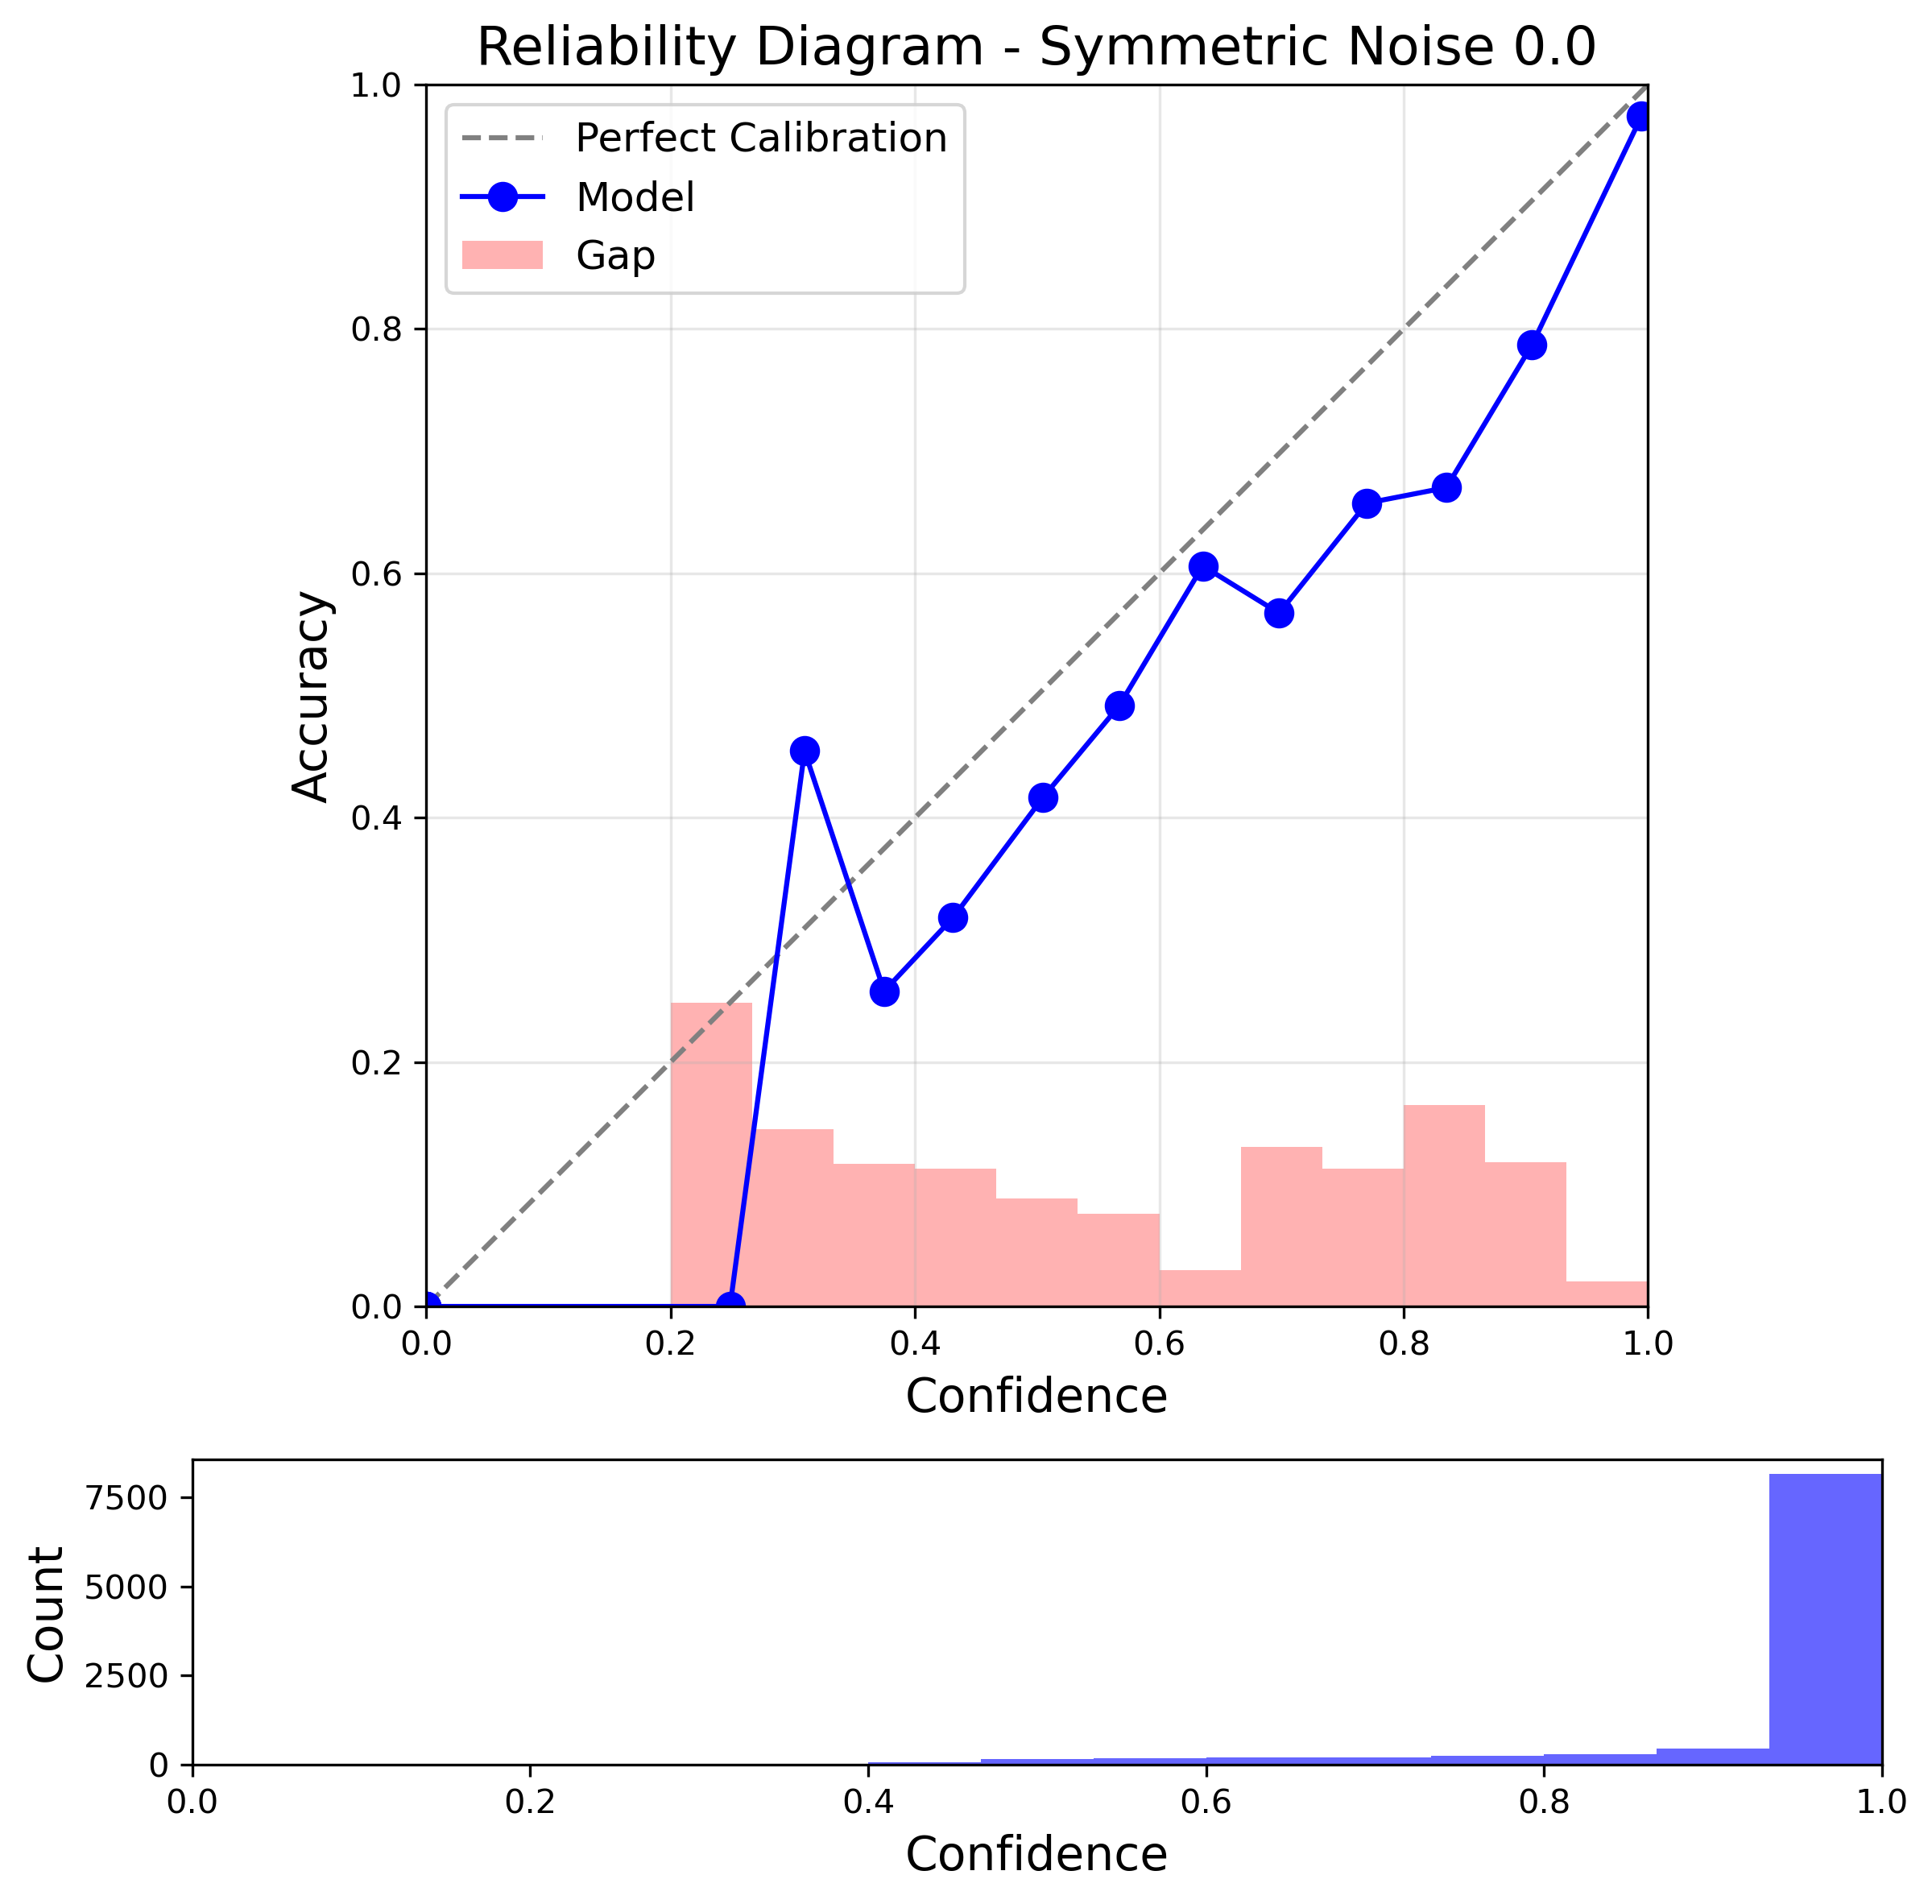 Reliability Diagram - Symmetric Noise 0.0
1.0
0.8
0.6
0.4
0.2
0.0
Accuracy
Perfect Calibration
Model
Gap
0.0 0.2 0.4 0.6 0.8 1.0
Confidence
7500
5000
2500
0
Count
0.0 0.2 0.4 0.6 0.8 1.0
Confidence